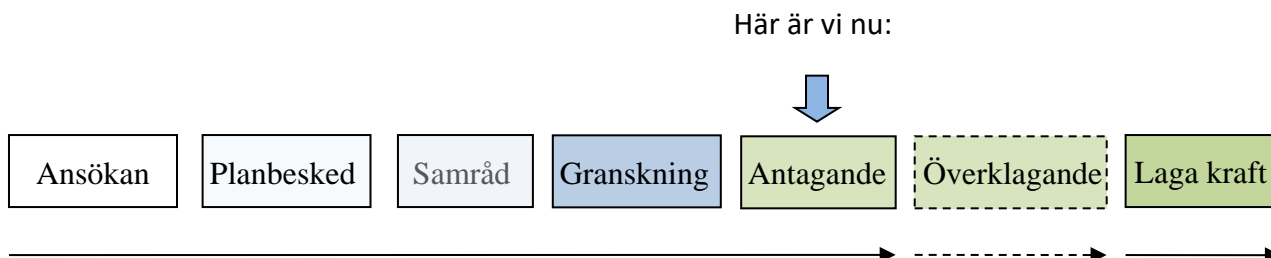 Här är vi nu:
Ansökan
Planbesked
Samråd
Granskning
Antagande
Överklagande
Laga kraft